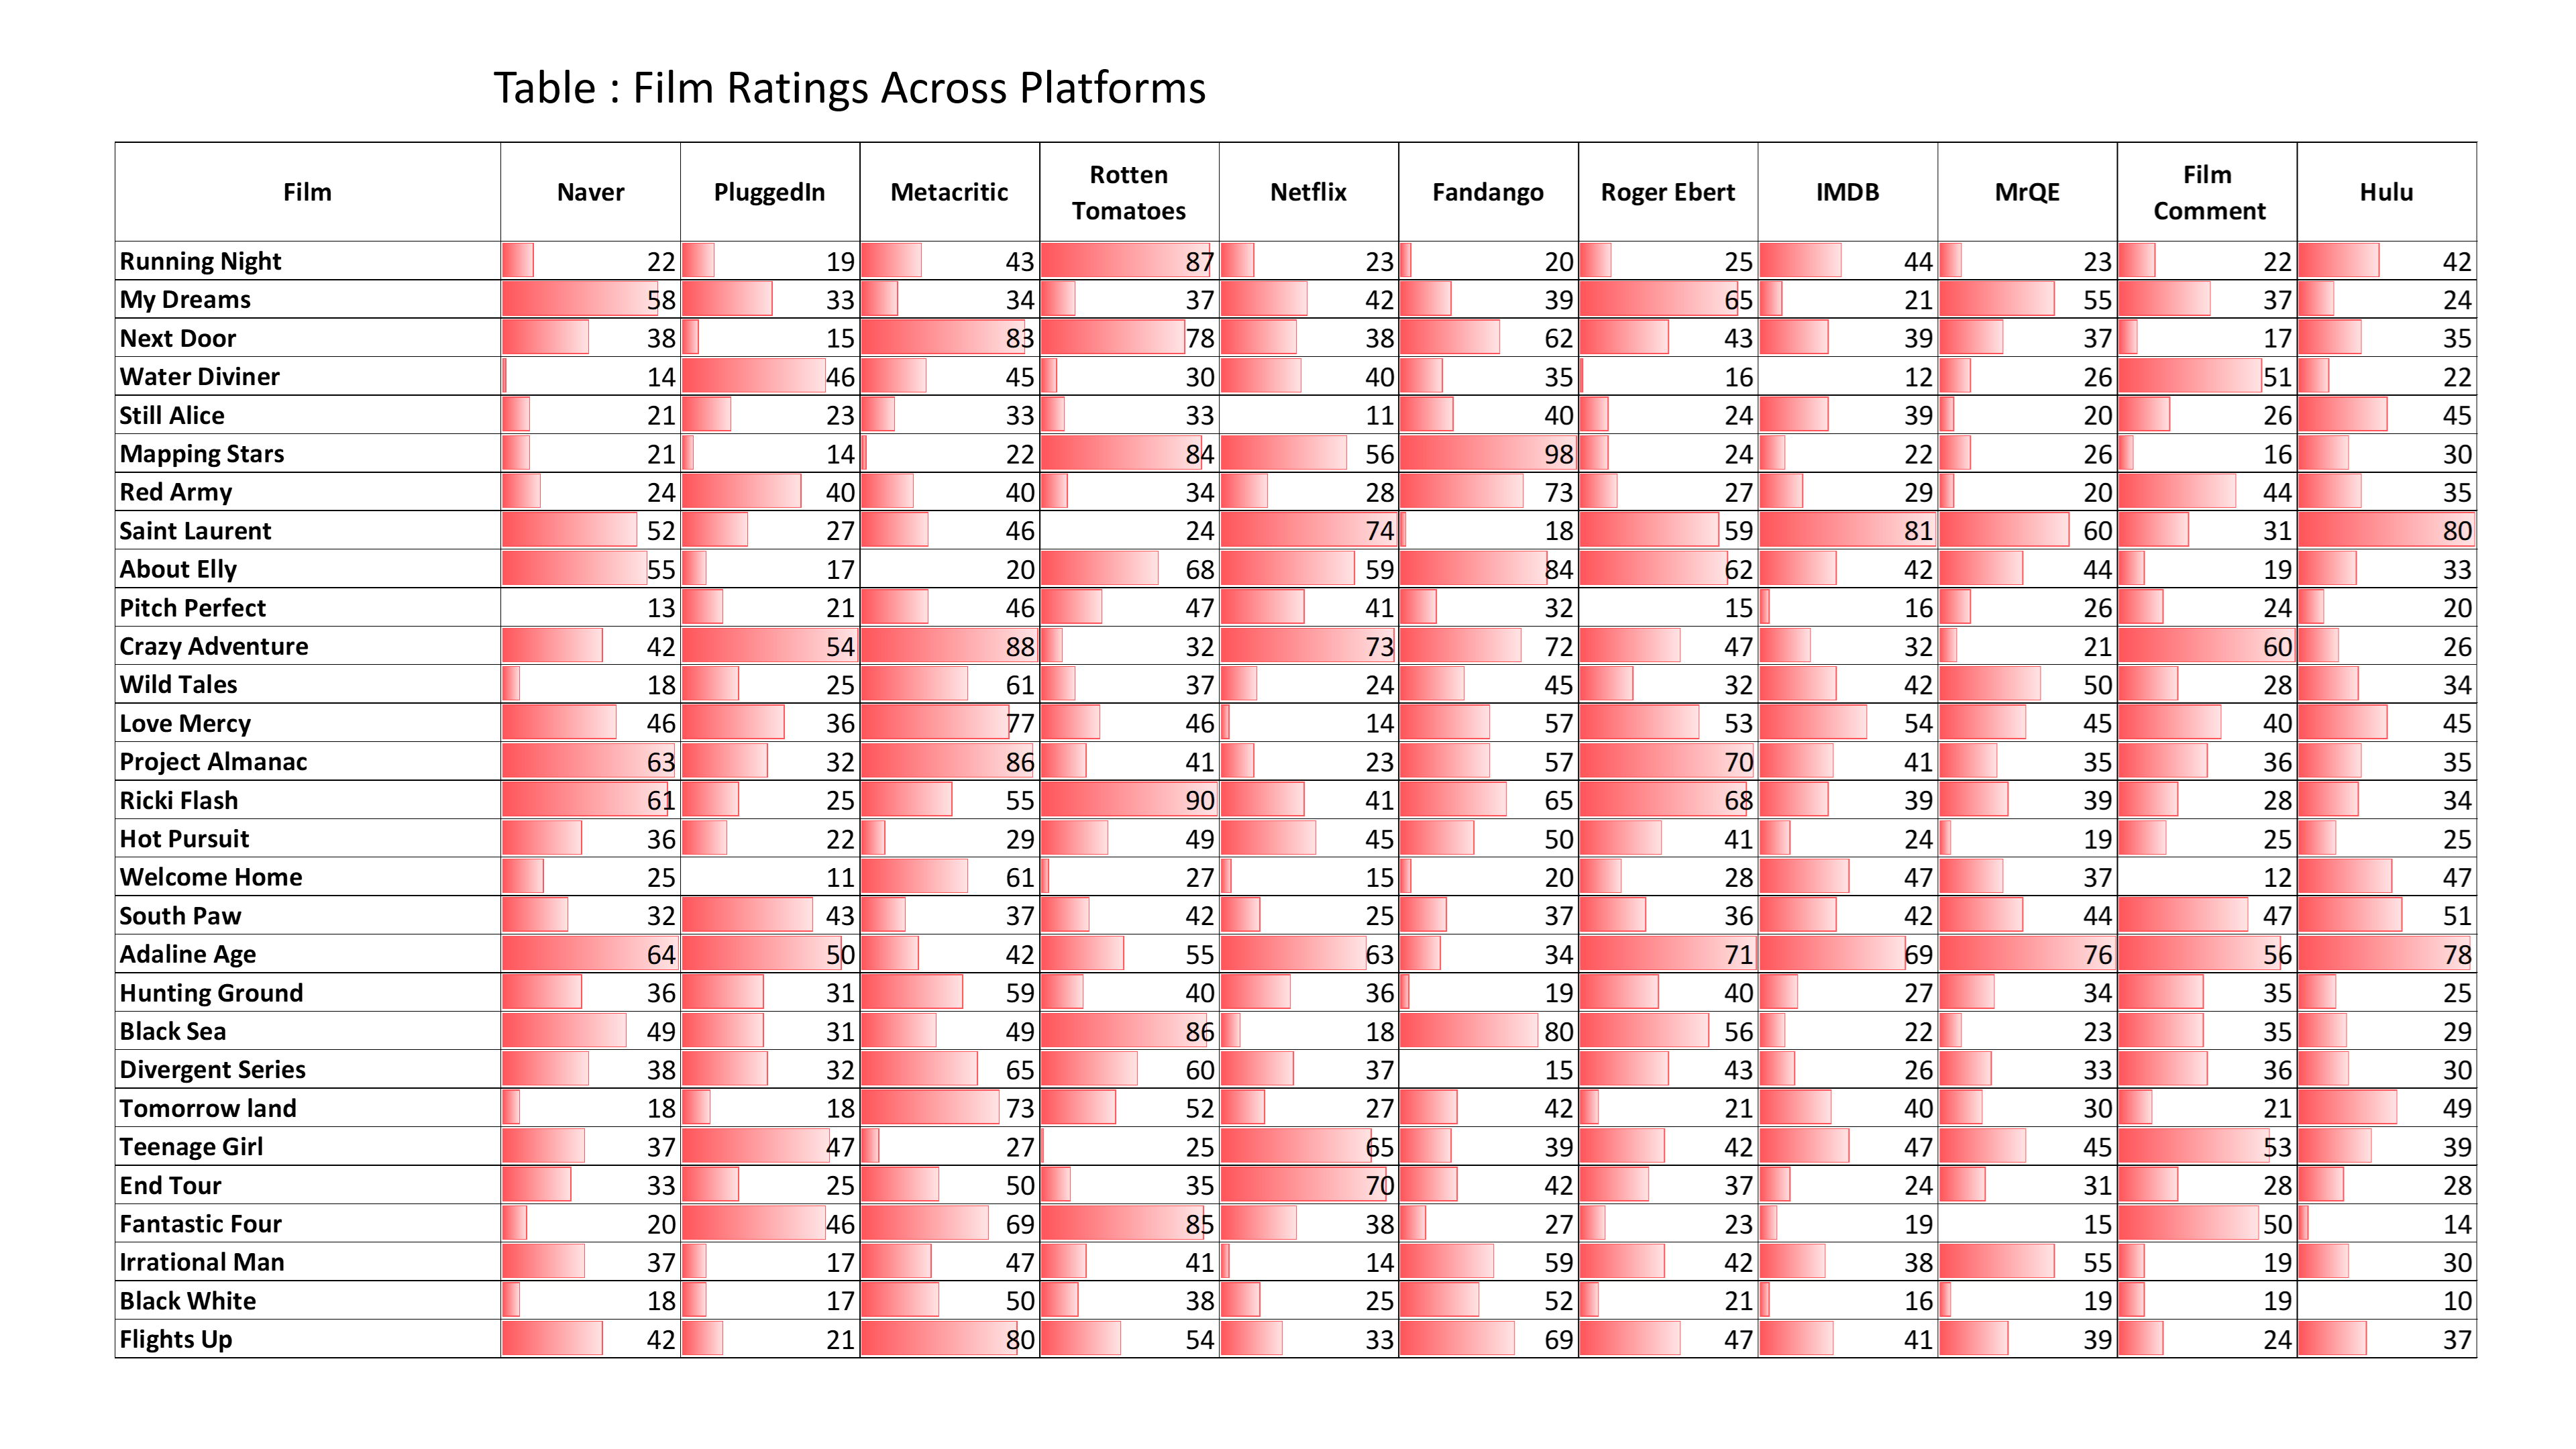 Table : Film Ratings Across Platforms
Film Naver PluggedIn Metacritic Rotten Tomatoes Netflix Fandango Roger Ebert IMDB MrQE Film Comment Hulu
Running Night 22 19 43 87 23 20 25 44 23 22 42
My Dreams 58 33 34 37 42 39 65 21 55 37 24
Next Door 38 15 83 78 38 62 43 39 37 17 35
Water Diviner 14 46 45 30 40 35 16 12 26 51 22
Still Alice 21 23 33 33 11 40 24 39 20 26 45
Mapping Stars 21 14 22 84 56 98 24 22 26 16 30
Red Army 24 40 40 34 28 73 27 29 20 44 35
Saint Laurent 52 27 46 24 74 18 59 81 60 31 80
About Elly 55 17 20 68 59 84 62 42 44 19 33
Pitch Perfect 13 21 46 47 41 32 15 16 26 24 20
Crazy Adventure 42 54 88 32 73 72 47 32 21 60 26
Wild Tales 18 25 61 37 24 45 32 42 50 28 34
Love Mercy 46 36 77 46 14 57 53 54 45 40 45
Project Almanac 63 32 86 41 23 57 70 41 35 36 35
Ricki Flash 61 25 55 90 41 65 68 39 39 28 34
Hot Pursuit 36 22 29 49 45 50 41 24 19 25 25
Welcome Home 25 11 61 27 15 20 28 47 37 12 47
South Paw 32 43 37 42 25 37 36 42 44 47 51
Adaline Age 64 50 42 55 63 34 71 69 76 56 78
Hunting Ground 36 31 59 40 36 19 40 27 34 35 25
Black Sea 49 31 49 86 18 80 56 22 23 35 29
Divergent Series 38 32 65 60 37 15 43 26 33 36 30
Tomorrow land 18 18 73 52 27 42 21 40 30 21 49
Teenage Girl 37 47 27 25 65 39 42 47 45 53 39
End Tour 33 25 50 35 70 42 37 24 31 28 28
Fantastic Four 20 46 69 85 38 27 23 19 15 50 14
Irrational Man 37 17 47 41 14 59 42 38 55 19 30
Black White 18 17 50 38 25 52 21 16 19 19 10
Flights Up 42 21 80 54 33 69 47 41 39 24 37